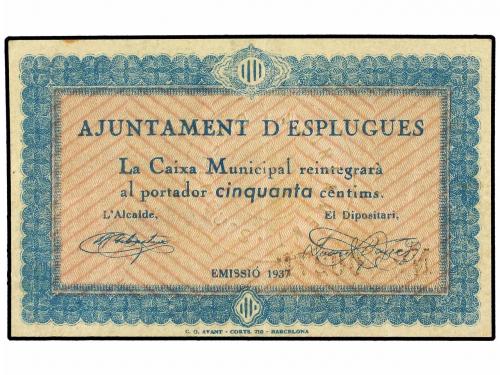 AJUNTAMENT D'ESPLUGUES
La Caixa Municipal reintegrarà
al portador cinquanta cèntims.
L'Alcalde, El Dipositari,
EMISSIÓ 1937
C. O. AVANT - CORTS, 710 - BARCELONA